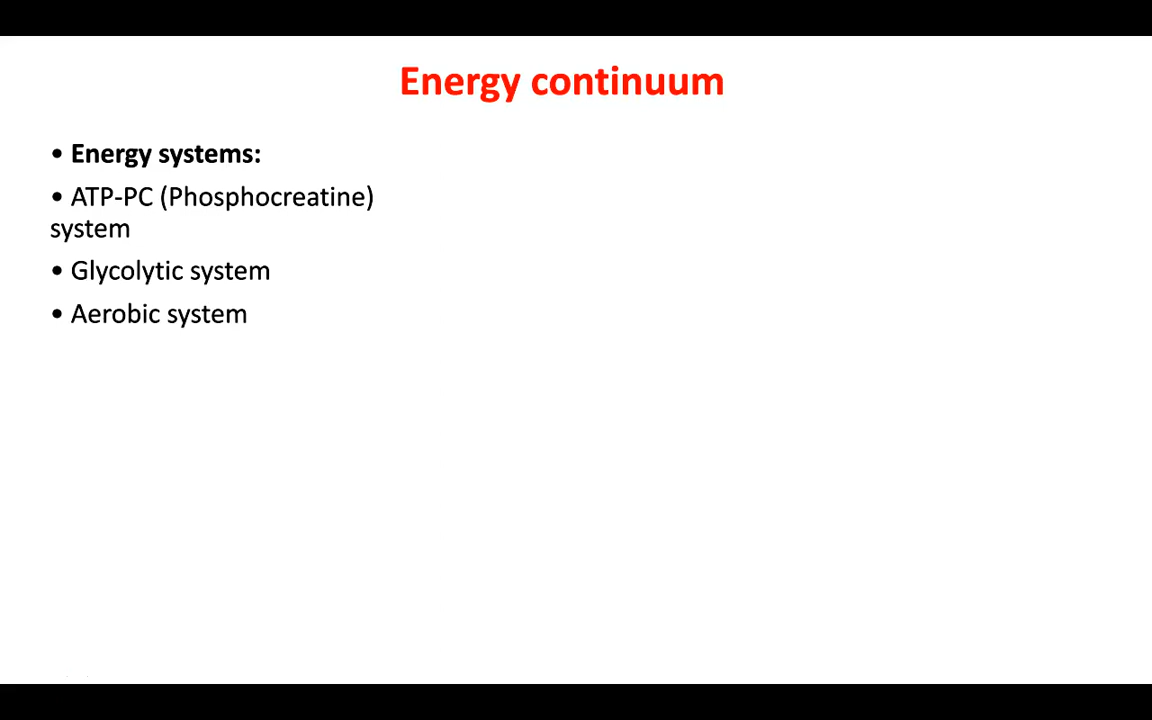 Energy continuum
• Energy systems:
• ATP-PC (Phosphocreatine)
system
• Glycolytic system
• Aerobic system